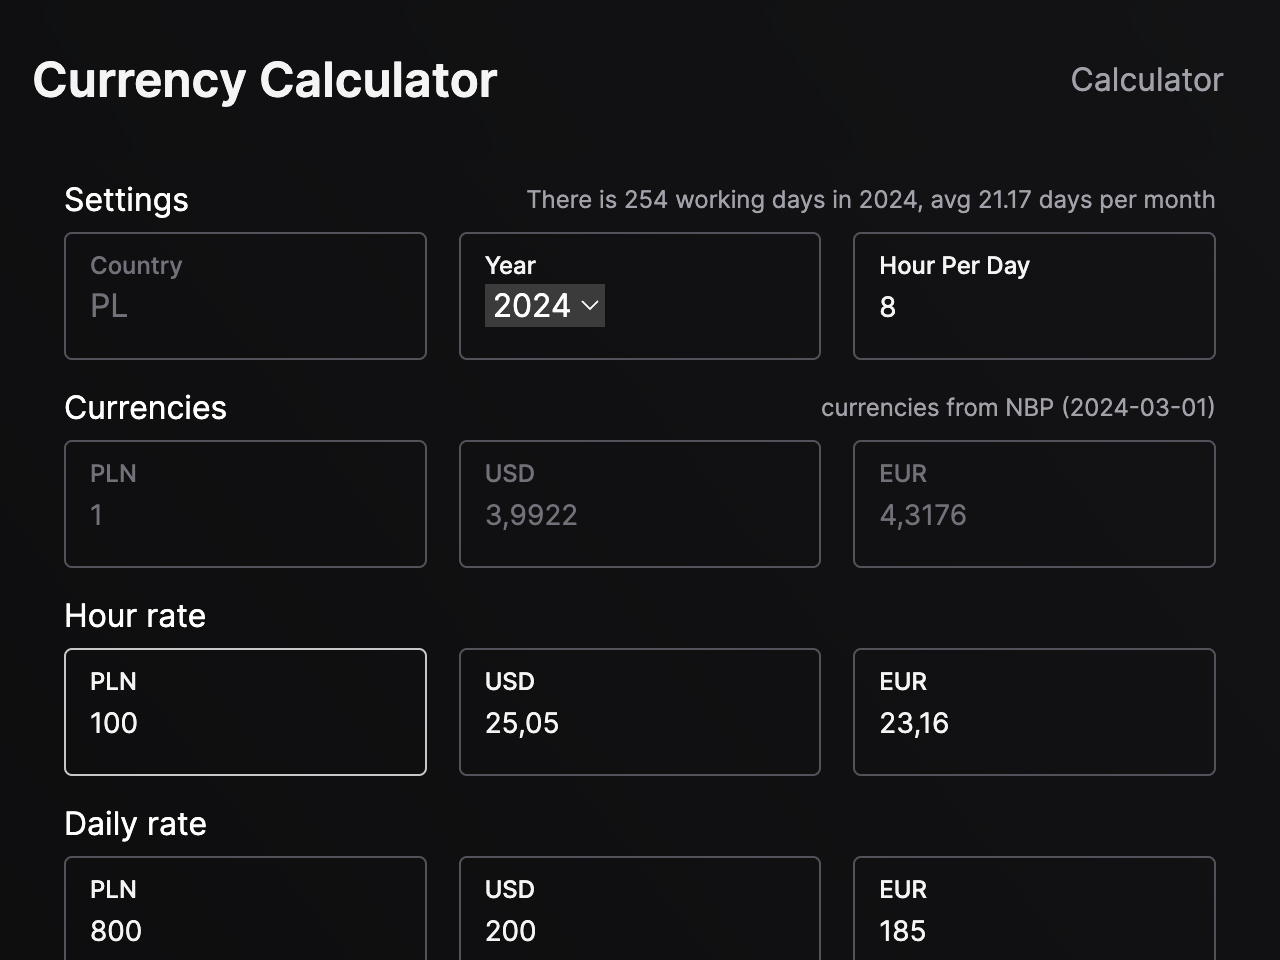 Currency Calculator
Calculator
Settings
There is 254 working days in 2024, avg 21.17 days per month
Country
PL
Year
2024
Hour Per Day
8
Currencies
currencies from NBP (2024-03-01)
PLN
1
USD
3,9922
EUR
4,3176
Hour rate
PLN
100
USD
25,05
EUR
23,16
Daily rate
PLN
800
USD
200
EUR
185